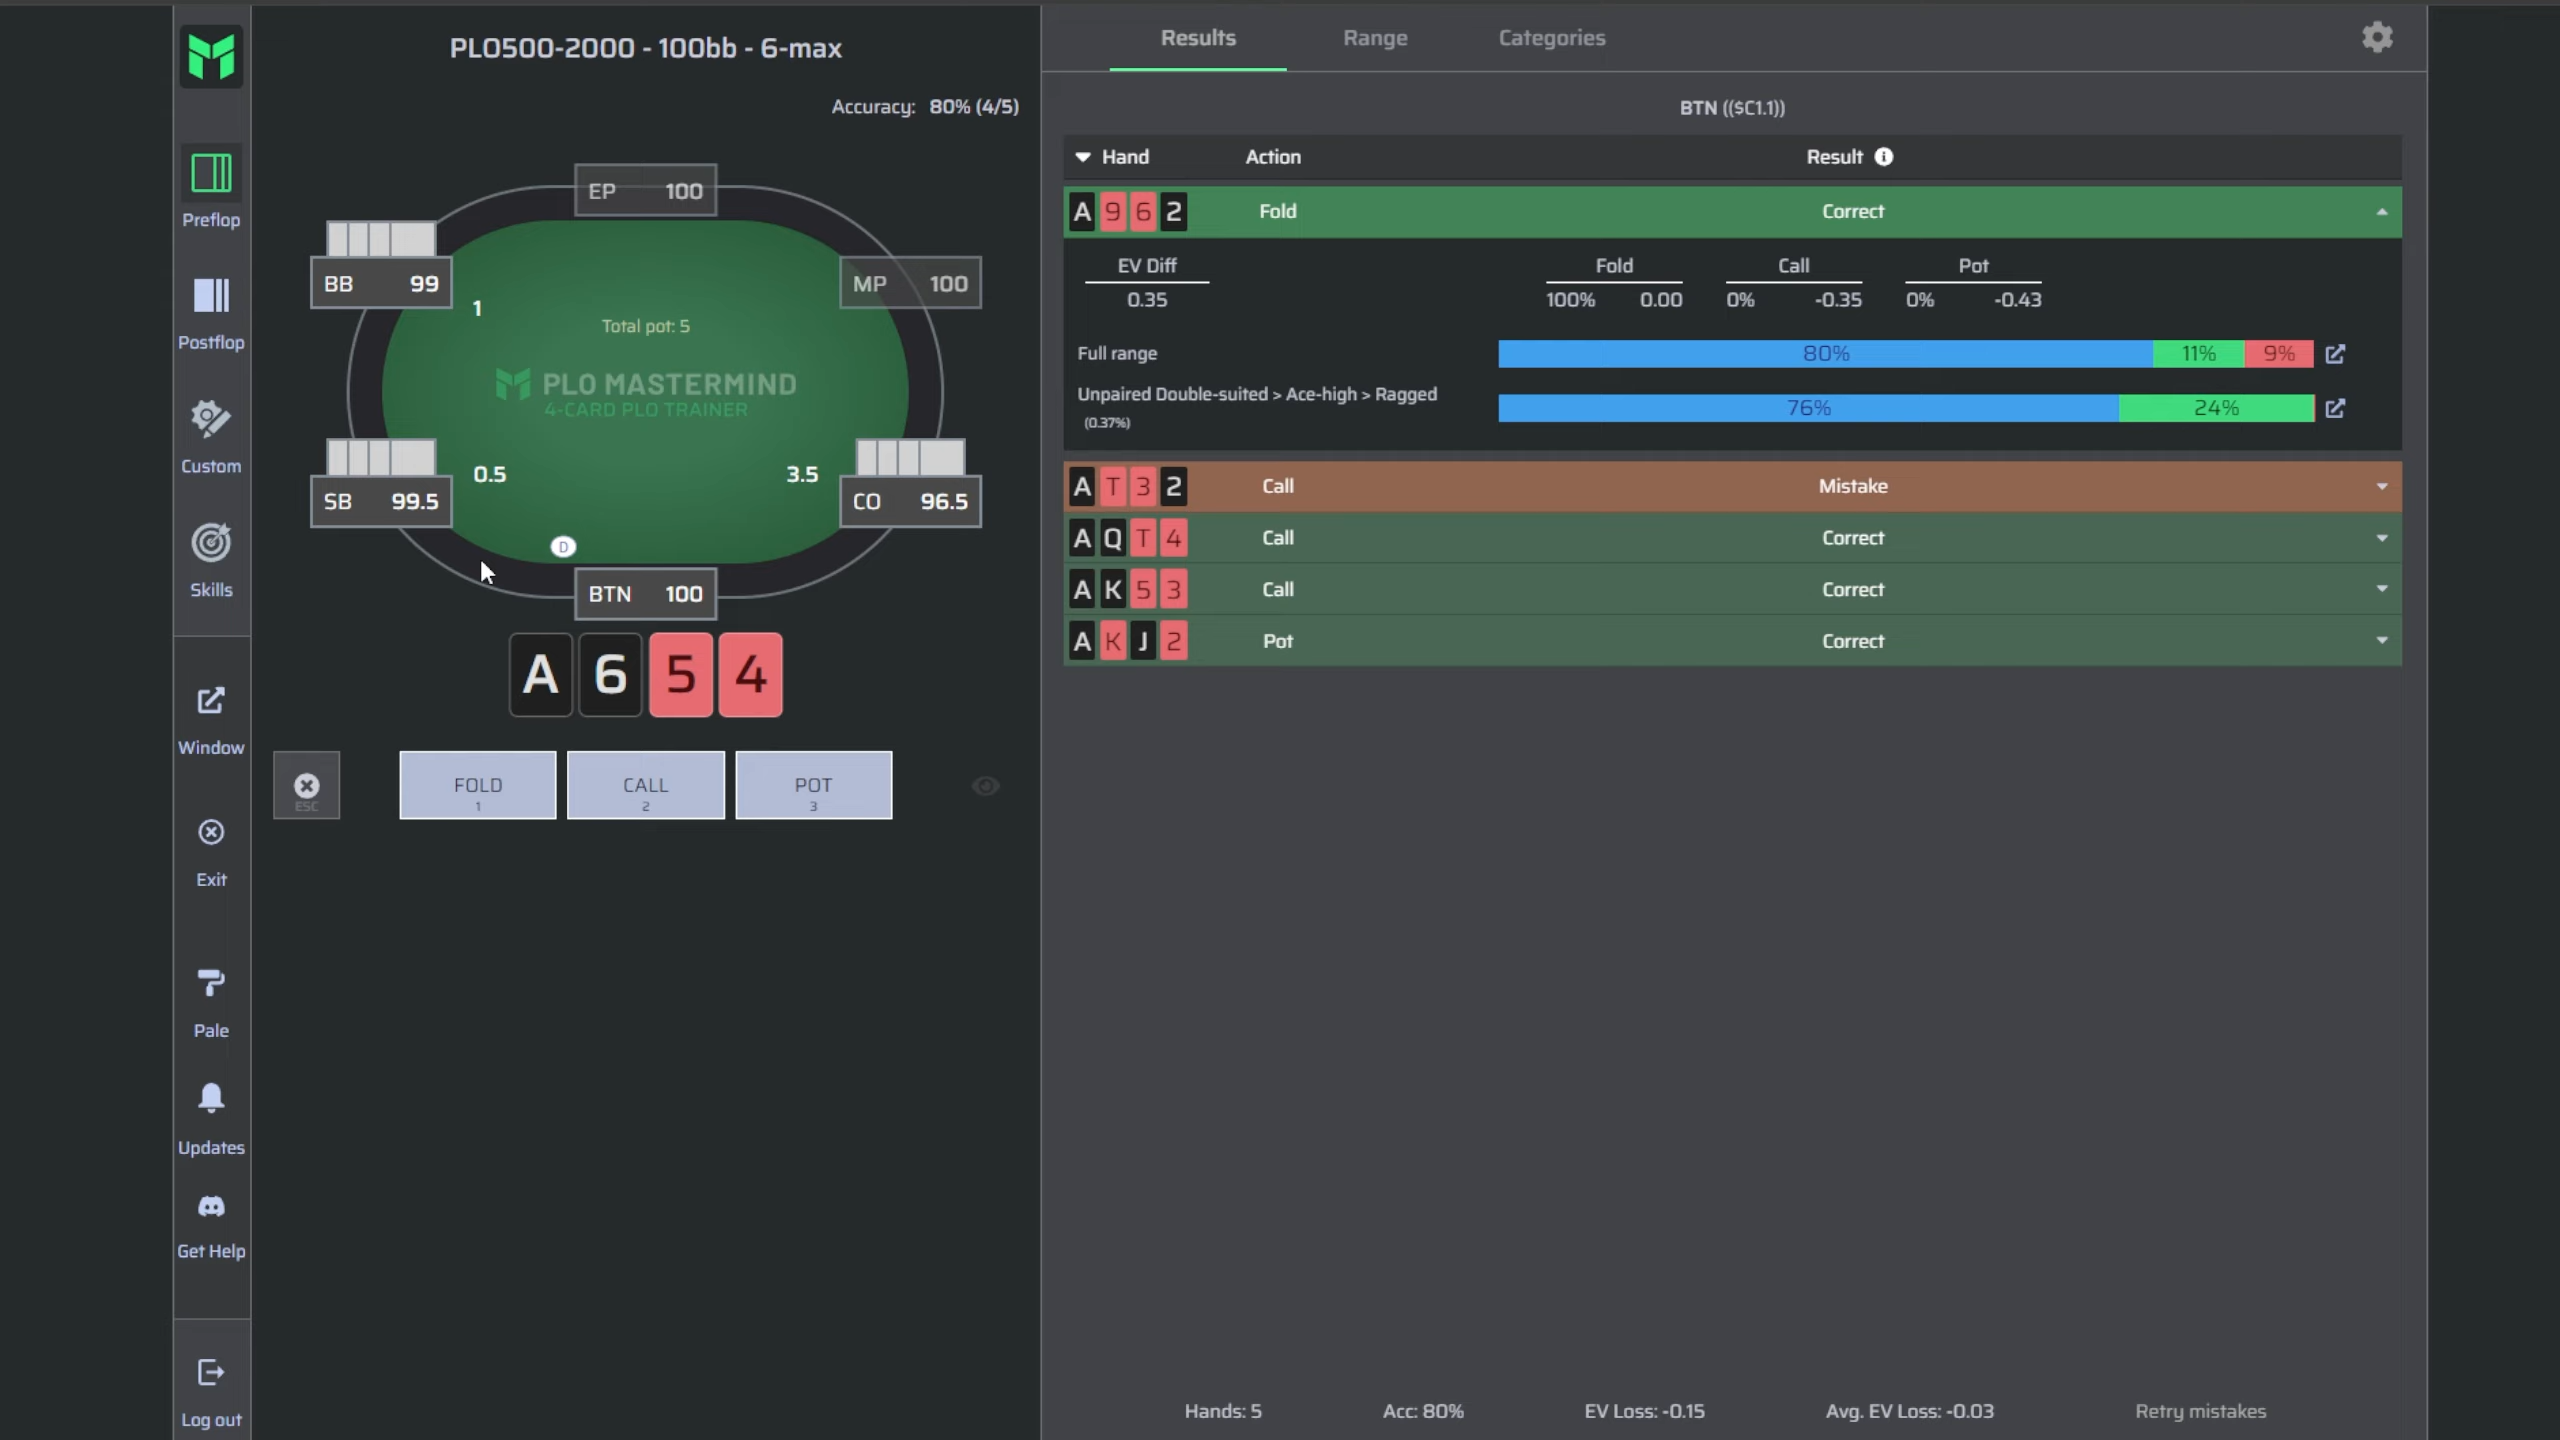 PLO500-2000 - 100bb - 6-max
Accuracy: 80% (4/5)
EP 100
BB 99
MP 100
1
Total pot: 5
PLO MASTERMIND
4-CARD PLO TRAINER
0.5
3.5
SB 99.5
CO 96.5
D
BTN 100
A 6 5 4
ESC
FOLD
1
CALL
2
POT
3
Preflop
Postflop
Custom
Skills
Window
Exit
Pale
Updates
Get Help
Log out
Results Range Categories
BTN (($C1.1))
Hand Action Result
A 9 6 2 Fold Correct
EV Diff Fold Call Pot
0.35 100% 0.00 0% -0.35 0% -0.43
Full range 80% 11% 9%
Unpaired Double-suited > Ace-high > Ragged 76% 24%
(0.37%)
A T 3 2 Call Mistake
A Q T 4 Call Correct
A K 5 3 Call Correct
A K J 2 Pot Correct
Hands: 5 Acc: 80% EV Loss: -0.15 Avg. EV Loss: -0.03 Retry mistakes